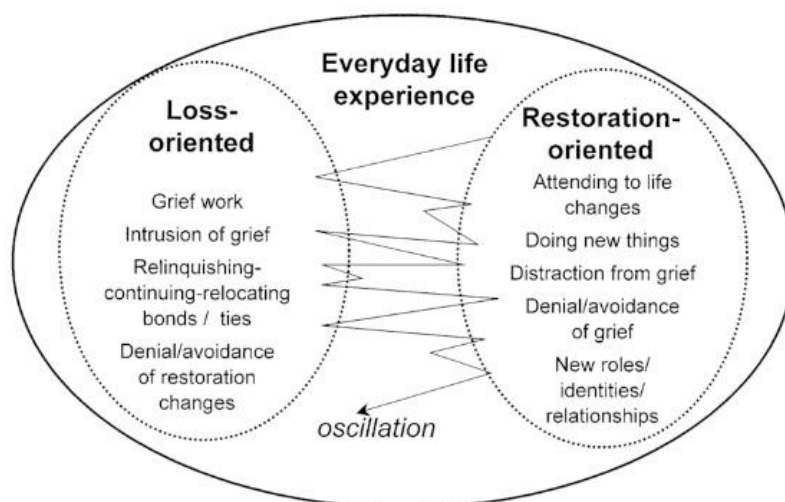 Everyday life
experience
Loss-
oriented
Grief work
Intrusion of grief
Relinquishing-
continuing-relocating
bonds / ties
Denial/avoidance
of restoration
changes
Restoration-
oriented
Attending to life
changes
Doing new things
Distraction from grief
Denial/avoidance
of grief
New roles/
identities/
relationships
oscillation